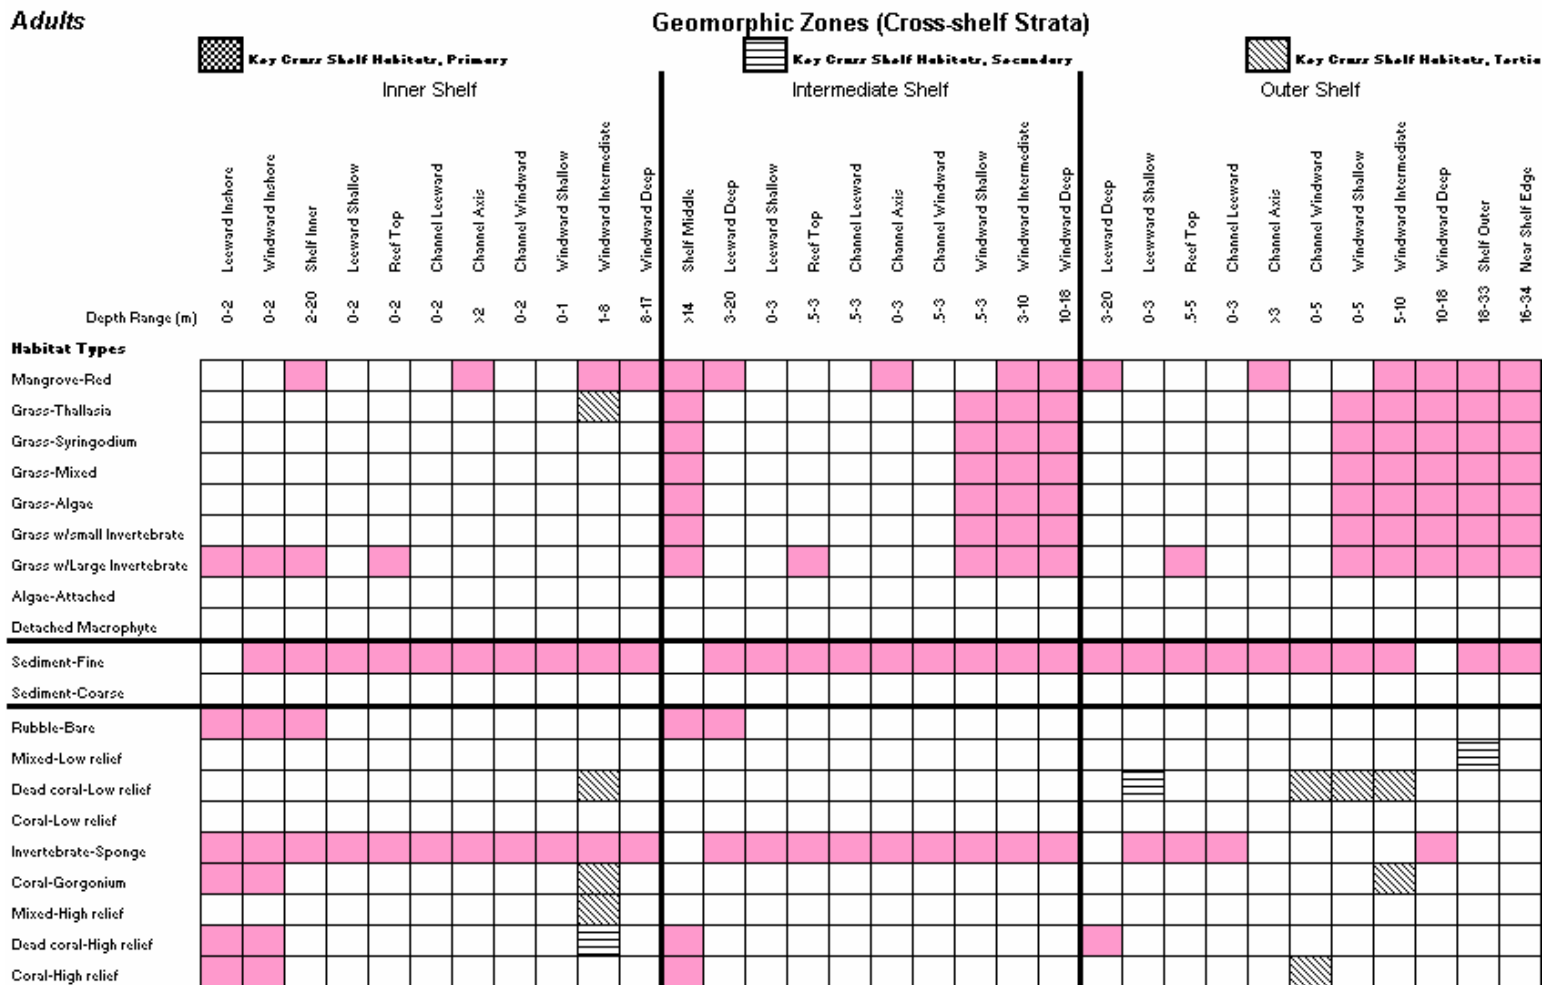 Adults
Geomorphic Zones (Cross-shelf Strata)
Key Cross Shelf Habitats, Primary
Key Cross Shelf Habitats, Secondary
Key Cross Shelf Habitats, Tertia
Inner Shelf
Intermediate Shelf
Outer Shelf
Leeward Inshore
Windward Inshore
Shelf Inner
Leeward Shallow
Reef Top
Channel Leeward
Channel Axis
Channel Windward
Windward Shallow
Windward Intermediate
Windward Deep
Shelf Middle
Leeward Deep
Leeward Shallow
Reef Top
Channel Leeward
Channel Axis
Channel Windward
Windward Shallow
Windward Intermediate
Windward Deep
Leeward Deep
Leewward Shallow
Reef Top
Channel Leeward
Channel Axis
Channel Windward
Windward Shallow
Windward Intermediate
Windward Deep
Shelf Outer
Near Shelf Edge
Depth Range (m) 0-2 0-2 2-20 0-2 0-2 0-2 >2 0-2 0-1 1-8 8-17 >14 3-20 0-3 .5-3 .5-3 0-3 .5-3 .5-3 3-10 10-18 3-20 0-3 .5-5 0-3 >3 0-5 0-5 5-10 10-18 18-33 16-34
Habitat Types
Mangrove-Red
Grass-Thallasia
Grass-Syringodium
Grass-Mixed
Grass-Algae
Grass w/small Invertebrate
Grass w/Large Invertebrate
Algae-Attached
Detached Macrophyte
Sediment-Fine
Sediment-Coarse
Rubble-Bare
Mixed-Low relief
Dead coral-Low relief
Coral-Low relief
Invertebrate-Sponge
Coral-Gorgonium
Mixed-High relief
Dead coral-High relief
Coral-High relief